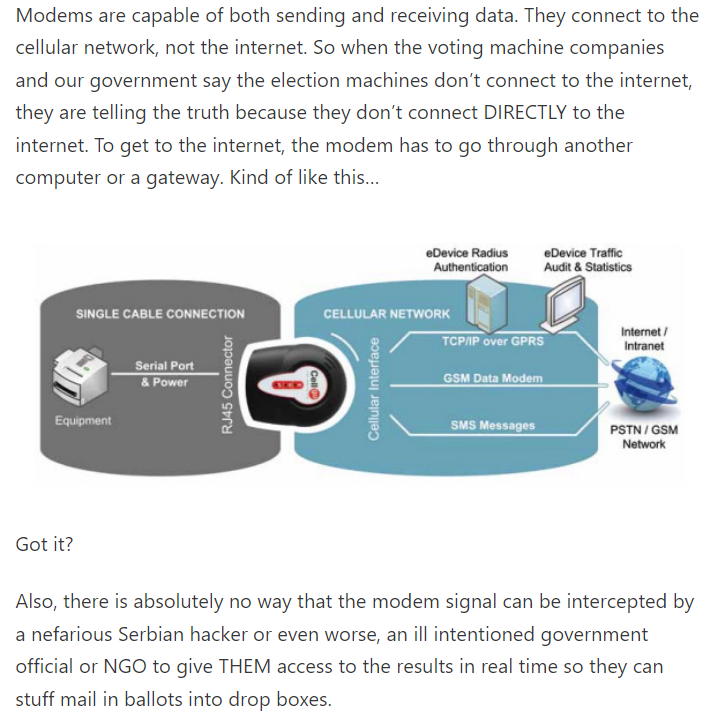 Modems are capable of both sending and receiving data. They connect to the
cellular network, not the internet. So when the voting machine companies
and our government say the election machines don’t connect to the internet,
they are telling the truth because they don’t connect DIRECTLY to the
internet. To get to the internet, the modem has to go through another
computer or a gateway. Kind of like this…
eDevice Radius
Authentication
eDevice Traffic
Audit & Statistics
SINGLE CABLE CONNECTION
CELLULAR NETWORK
Internet /
Intranet
TCP/IP over GPRS
Serial Port
& Power
RJ45 Connector
Cellular Interface
GSM Data Modem
Equipment
SMS Messages
PSTN / GSM
Network
Got it?
Also, there is absolutely no way that the modem signal can be intercepted by
a nefarious Serbian hacker or even worse, an ill intentioned government
official or NGO to give THEM access to the results in real time so they can
stuff mail in ballots into drop boxes.